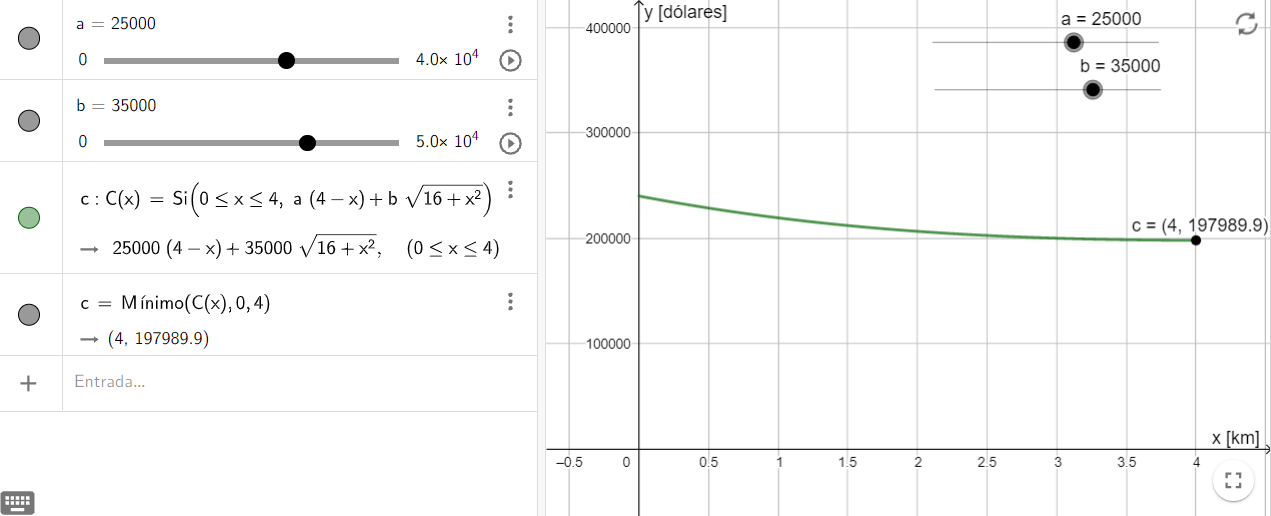 a = 25000
0 4.0× 10⁴
b = 35000
0 5.0× 10⁴
c : C(x) = Si(0 ≤ x ≤ 4, a (4 − x) + b √(16 + x²))
→ 25000 (4 − x) + 35000 √(16 + x²), (0 ≤ x ≤ 4)
c = Mínimo(C(x), 0, 4)
→ (4, 197989.9)
+ Entrada...
y [dólares]
400000
300000
200000
100000
a = 25000
b = 35000
c = (4, 197989.9)
x [km]
−0.5 0 0.5 1 1.5 2 2.5 3 3.5 4